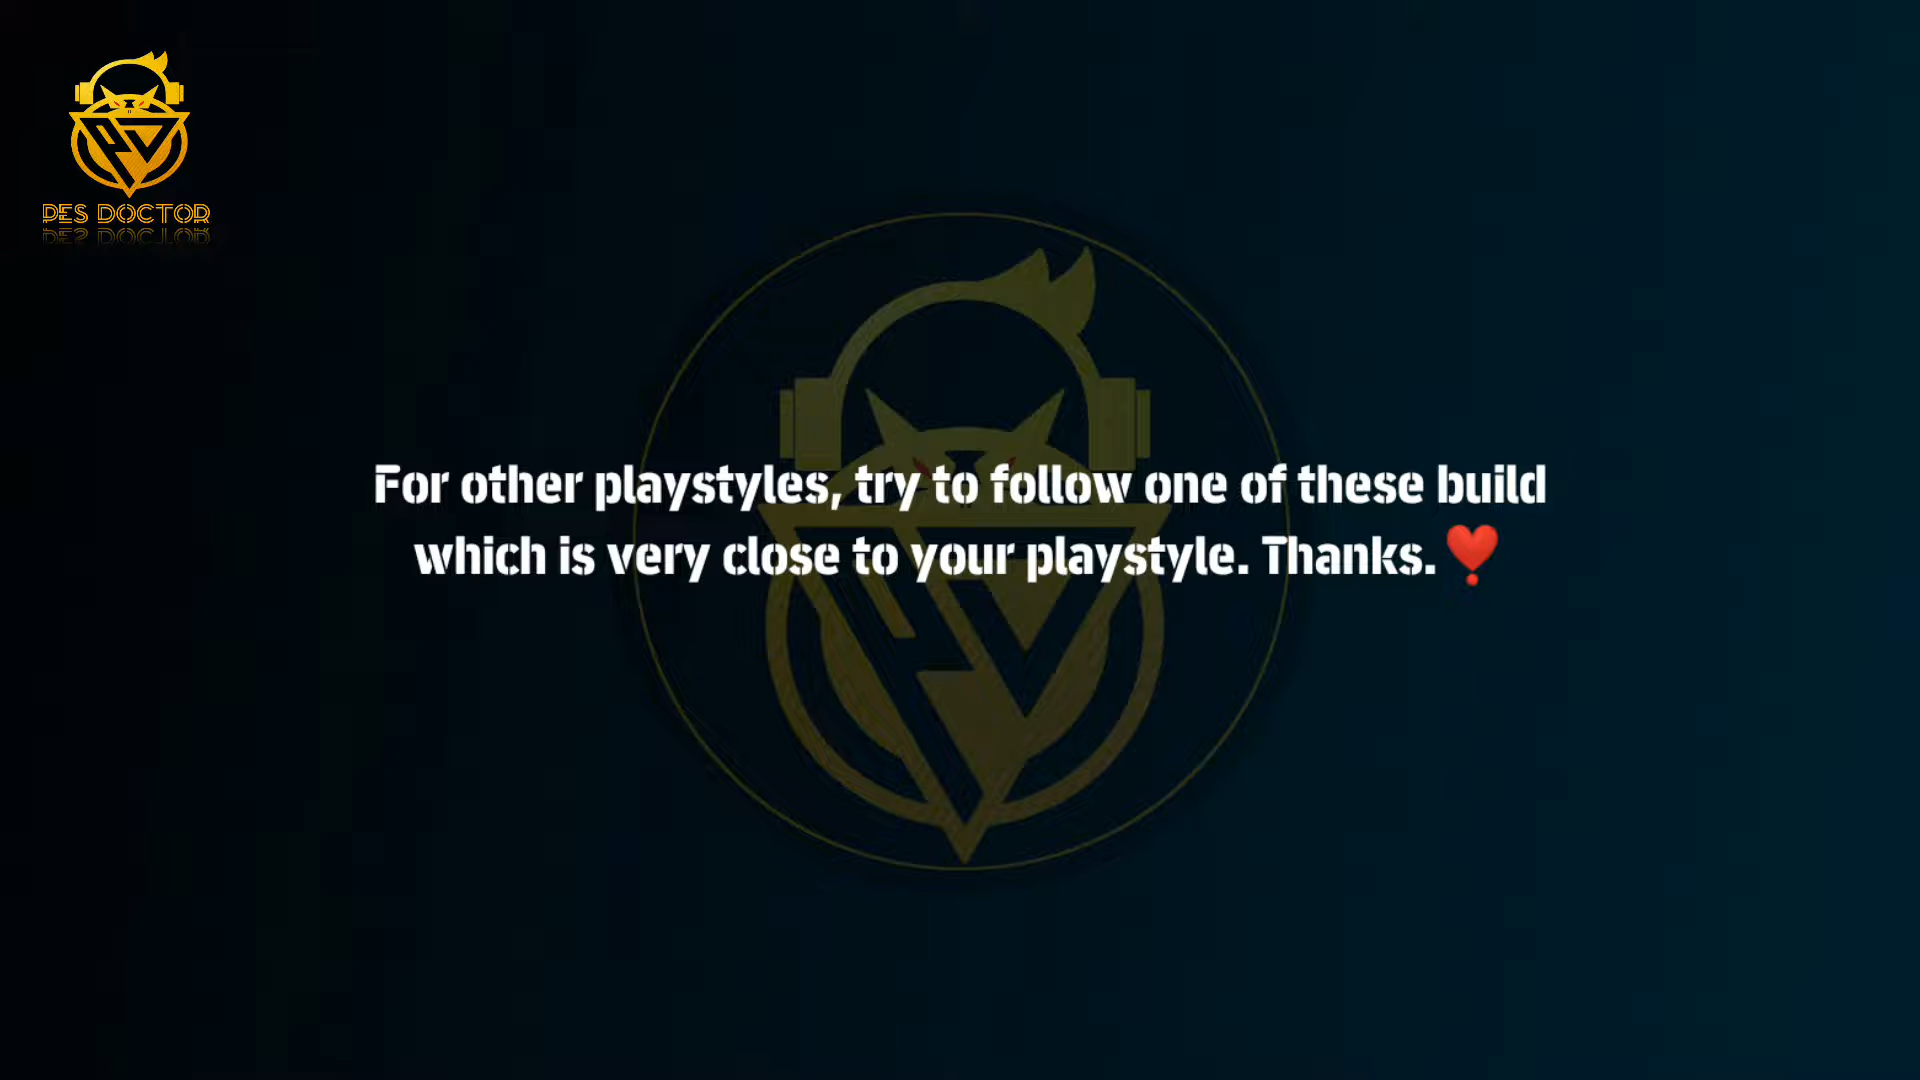 PES DOCTOR
For other playstyles, try to follow one of these build
which is very close to your playstyle. Thanks.❣️